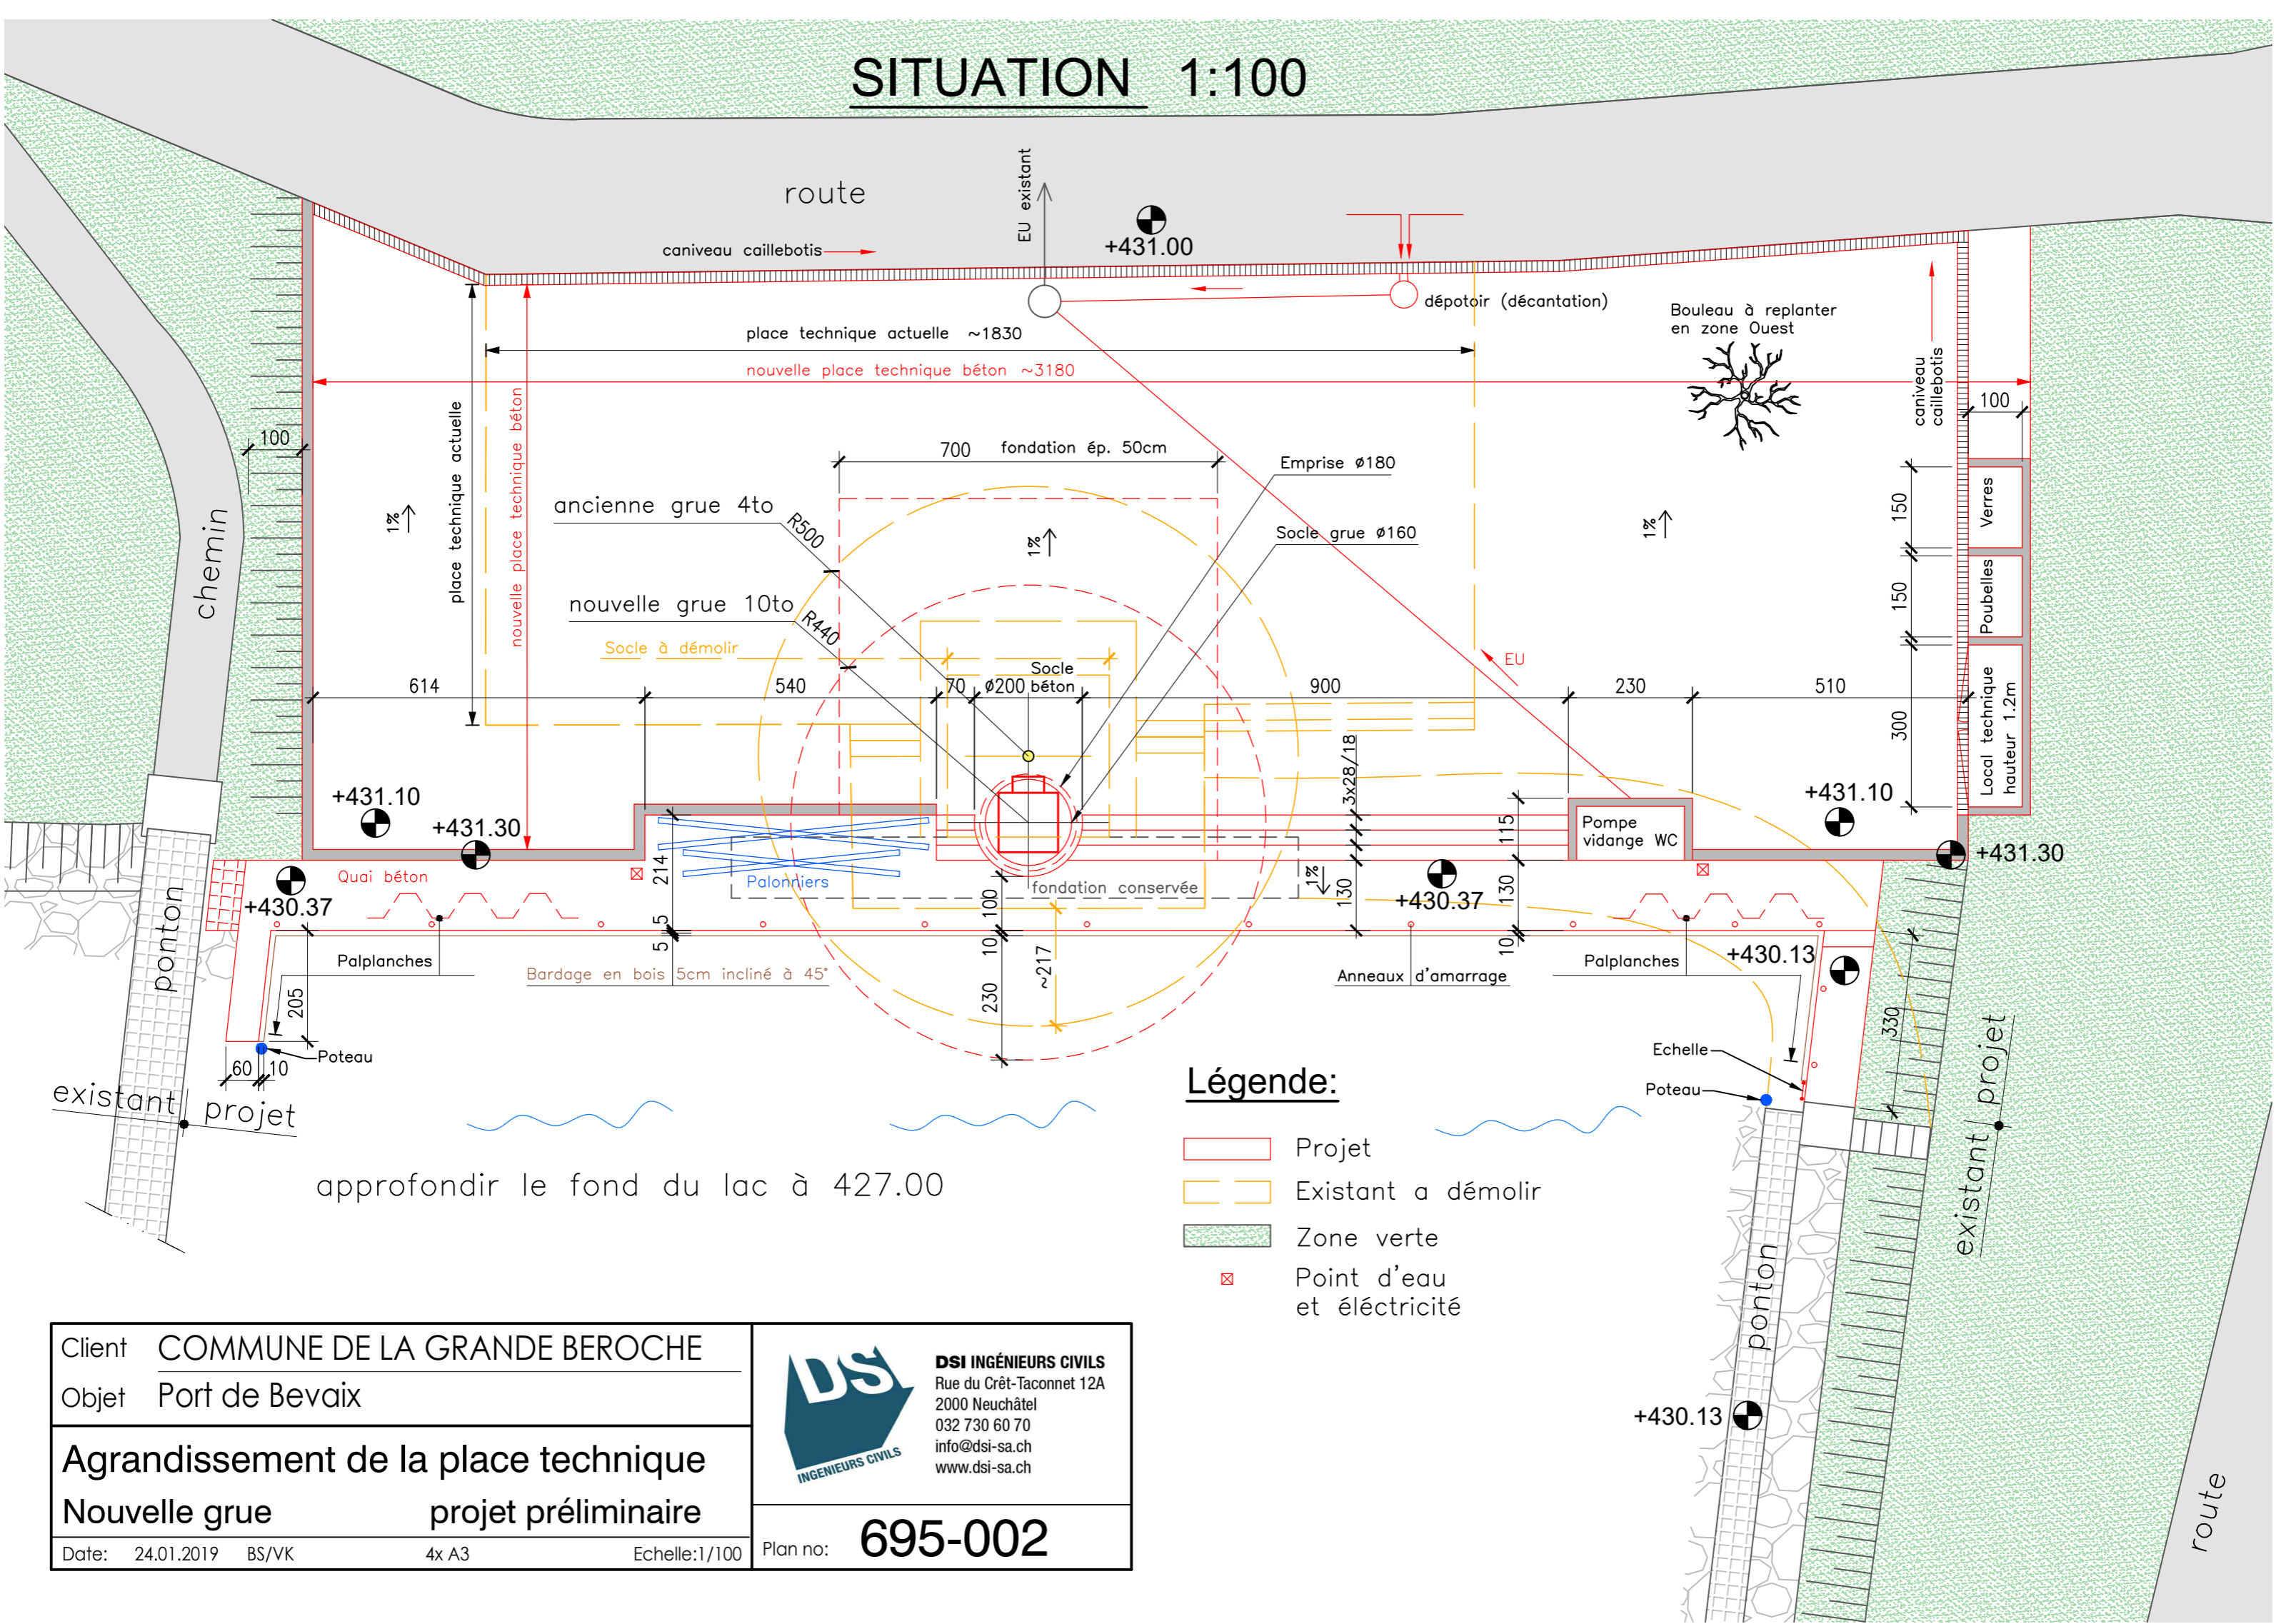 SITUATION 1:100
route
EU existant
+431.00
caniveau caillebotis
dépotoir (décantation)
Bouleau à replanter
en zone Ouest
place technique actuelle ~1830
nouvelle place technique béton ~3180
place technique actuelle
nouvelle place technique béton
caniveau
caillebotis
100
100
700 fondation ép. 50cm
Emprise ø180
ancienne grue 4to
R500
Socle grue ø160
1%
1%
1%
150
Verres
chemin
nouvelle grue 10to
R440
150
Poubelles
Socle à démolir
Socle
béton
EU
614
540
70
ø200
900
230
510
300
Local technique
hauteur 1.2m
3x28/18
+431.10
+431.30
+431.10
115
Pompe
vidange WC
+431.30
Quai béton
214
Palonniers
fondation conservée
1%
130
+430.37
130
+430.37
100
5
5
10
10
ponton
Palplanches
Bardage en bois 5cm incliné à 45°
~217
Anneaux d'amarrage
Palplanches
+430.13
205
230
330
Poteau
60
10
Echelle
Poteau
existant
projet
existant
projet
approfondir le fond du lac à 427.00
Légende:
Projet
Existant a démolir
Zone verte
Point d'eau
et éléctricité
ponton
+430.13
route
Client COMMUNE DE LA GRANDE BEROCHE
Objet Port de Bevaix
Agrandissement de la place technique
Nouvelle grue projet préliminaire
Date: 24.01.2019 BS/VK 4x A3 Echelle:1/100
DSI
INGENIEURS CIVILS
DSI INGÉNIEURS CIVILS
Rue du Crêt-Taconnet 12A
2000 Neuchâtel
032 730 60 70
info@dsi-sa.ch
www.dsi-sa.ch
Plan no: 695-002